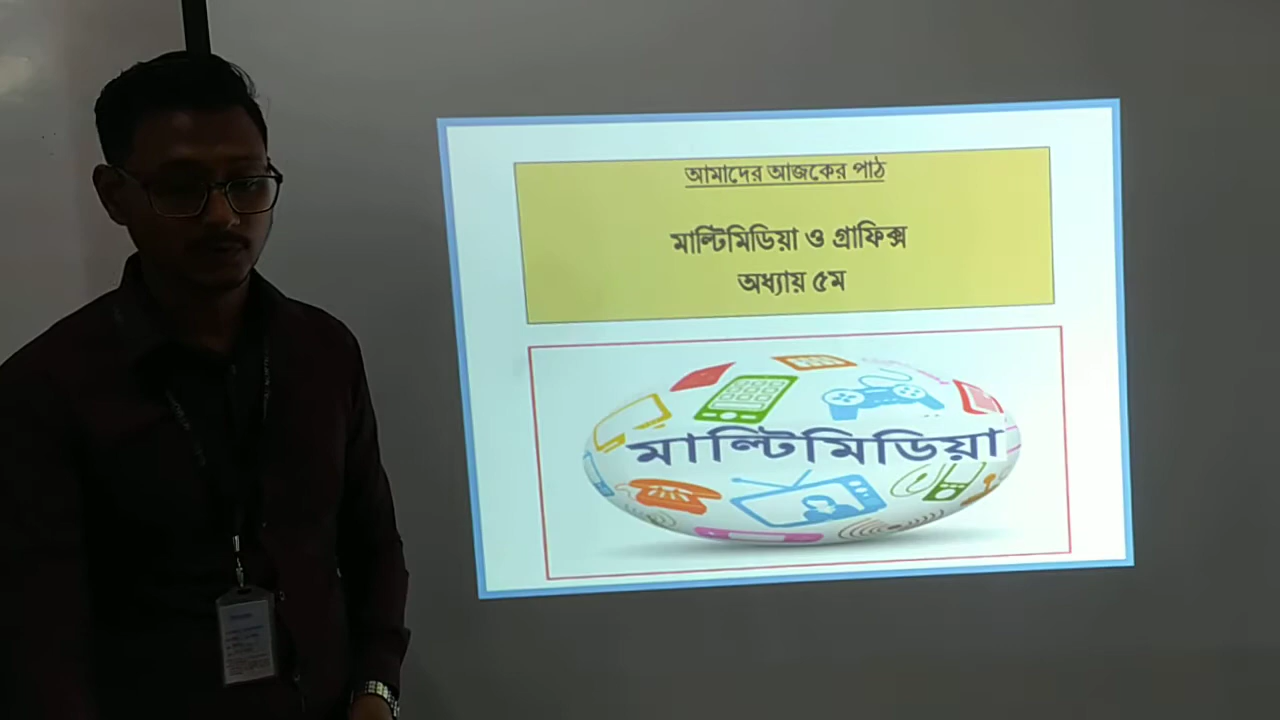 আমাদের আজকের পাঠ
মাল্টিমিডিয়া ও গ্রাফিক্স
অধ্যায় ৫ম
মাল্টিমিডিয়া